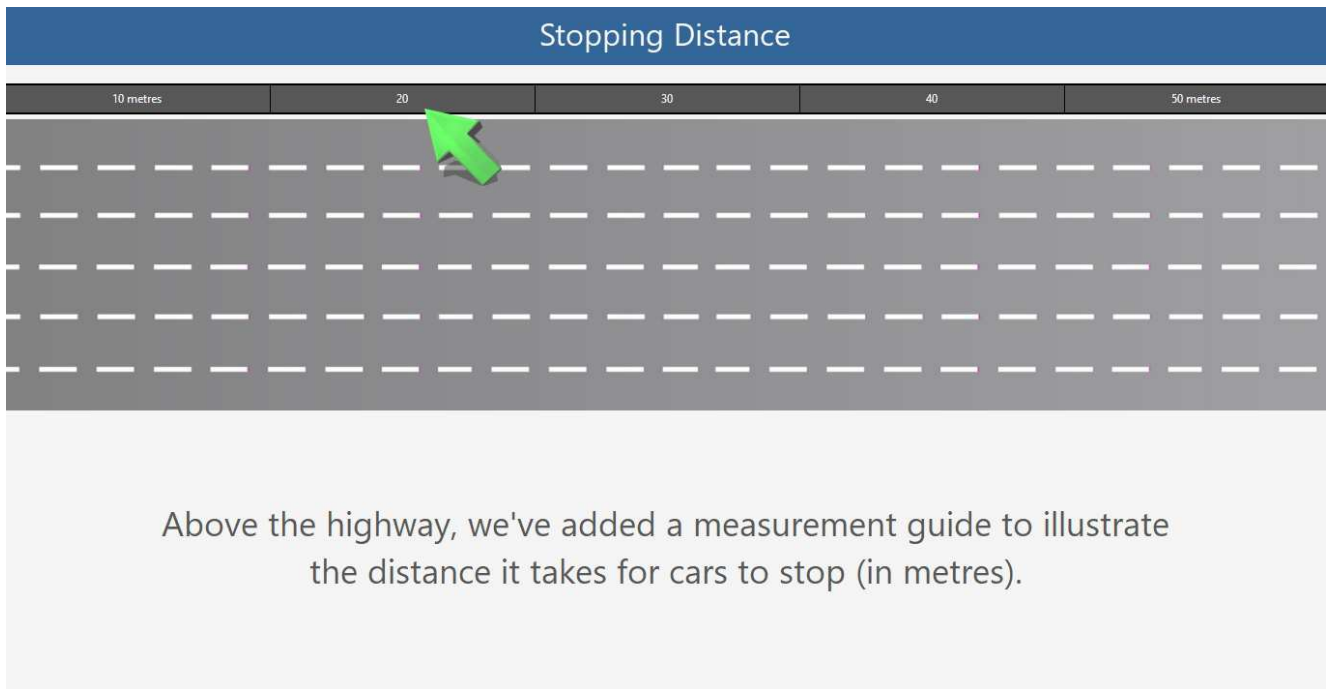 Stopping Distance
10 metres 20 30 40 50 metres
Above the highway, we've added a measurement guide to illustrate
the distance it takes for cars to stop (in metres).